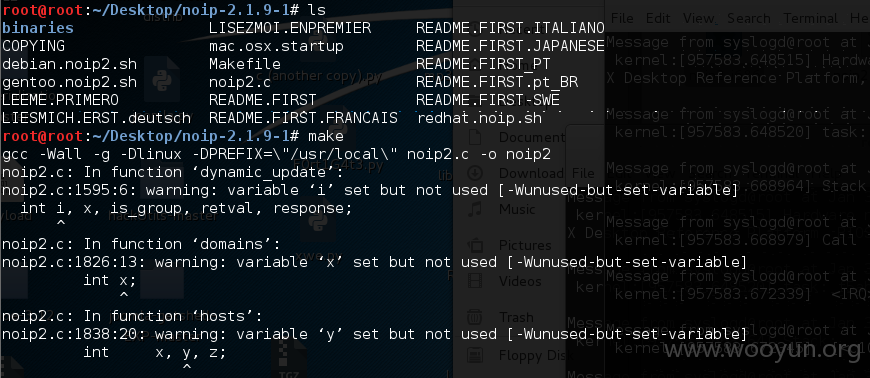 root@root:~/Desktop/noip-2.1.9-1# ls
binaries LISEZMOI.ENPREMIER README.FIRST.ITALIANO
COPYING mac.osx.startup README.FIRST.JAPANESE
debian.noip2.sh Makefile README.FIRST_PT
gentoo.noip2.sh noip2.c README.FIRST.pt_BR
LEEME.PRIMERO README.FIRST README.FIRST-SWE
LIESMICH.ERST.deutsch README.FIRST.FRANCAIS redhat.noip.sh
root@root:~/Desktop/noip-2.1.9-1# make
gcc -Wall -g -Dlinux -DPREFIX=\"/usr/local\" noip2.c -o noip2
noip2.c: In function ‘dynamic_update’:
noip2.c:1595:6: warning: variable ‘i’ set but not used [-Wunused-but-set-variable]
int i, x, is_group, retval, response;
^
noip2.c: In function ‘domains’:
noip2.c:1826:13: warning: variable ‘x’ set but not used [-Wunused-but-set-variable]
int x;
^
noip2.c: In function ‘hosts’:
noip2.c:1838:20: warning: variable ‘y’ set but not used [-Wunused-but-set-variable]
int x, y, z;
^
File Edit View Search Terminal
Message from syslogd@root at
kernel:[957583.648515] Hardwa
X Desktop Reference Platform,
Message from syslogd@root at
kernel:[957583.648520] task:
Message from syslogd@root at
.668964] Stack
Message from syslogd@root at
kernel:[957583.668979] Call
Message from syslogd@root at
kernel:[957583.672339] <IRQ>
(another copy).py
Document
Download
Music
Pictures
Videos
Trash
Floppy Dis
File
TGZ
www.wooyun.org